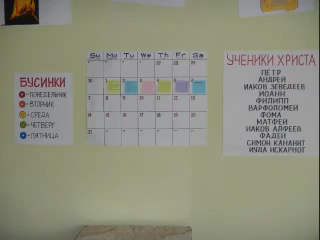 БУСИНКИ
- ПОНЕДЕЛЬНИК
- ВТОРНИК
- СРЕДА
- ЧЕТВЕРГ
- ПЯТНИЦА
Su Mo Tu We Th Fr Sa
УЧЕНИКИ ХРИСТА
ПЁТР
АНДРЕЙ
ИАКОВ ЗЕВЕДЕЕВ
ИОАНН
ФИЛИПП
ВАРФОЛОМЕЙ
ФОМА
МАТФЕЙ
ИАКОВ АЛФЕЕВ
ФАДЕЙ
СИМОН КАНАНИТ
ИУДА ИСКАРИОТ